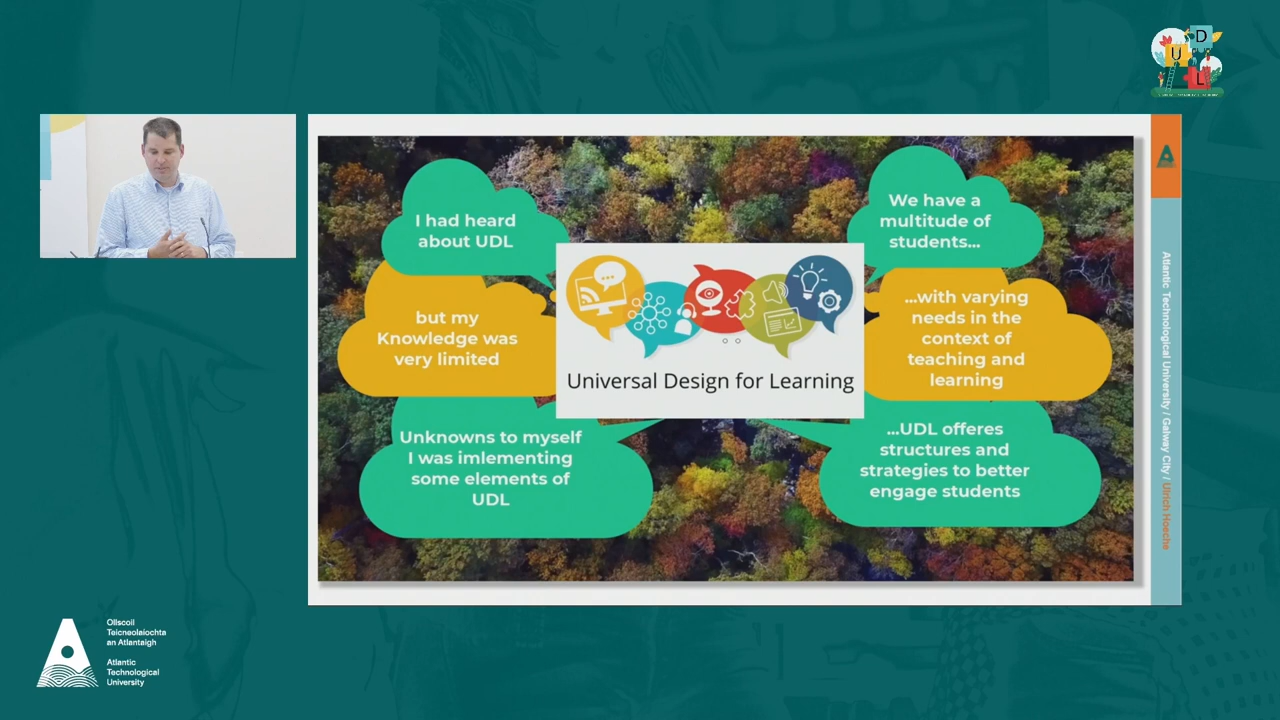 U
D
L
I had heard
about UDL
but my
Knowledge was
very limited
Unknowns to myself
I was imlementing
some elements of
UDL
Universal Design for Learning
We have a
multitude of
students...
...with varying
needs in the
context of
teaching and
learning
...UDL offeres
structures and
strategies to better
engage students
Atlantic Technological University / Galway City / Ulrich Hoeche
Ollscoil
Teicneolaíochta
an Atlantaigh
Atlantic
Technological
University